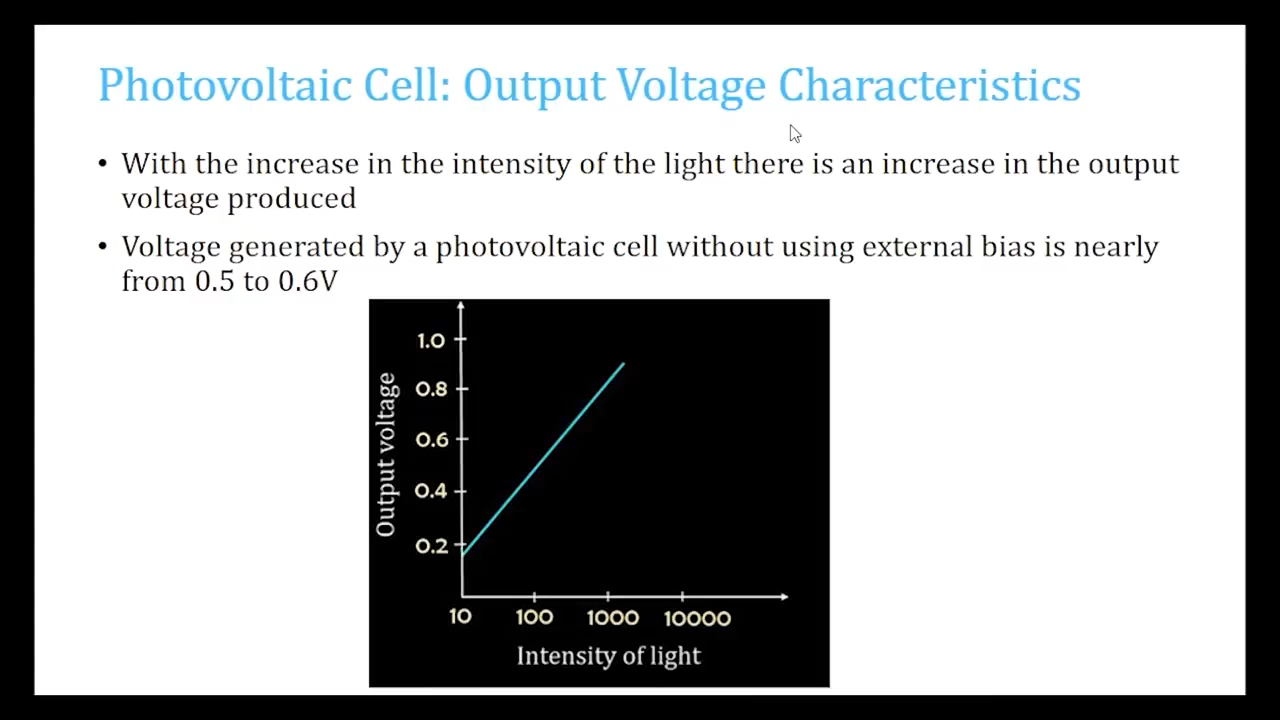 Photovoltaic Cell: Output Voltage Characteristics
• With the increase in the intensity of the light there is an increase in the output
voltage produced
• Voltage generated by a photovoltaic cell without using external bias is nearly
from 0.5 to 0.6V
Output voltage
1.0
0.8
0.6
0.4
0.2
10 100 1000 10000
Intensity of light